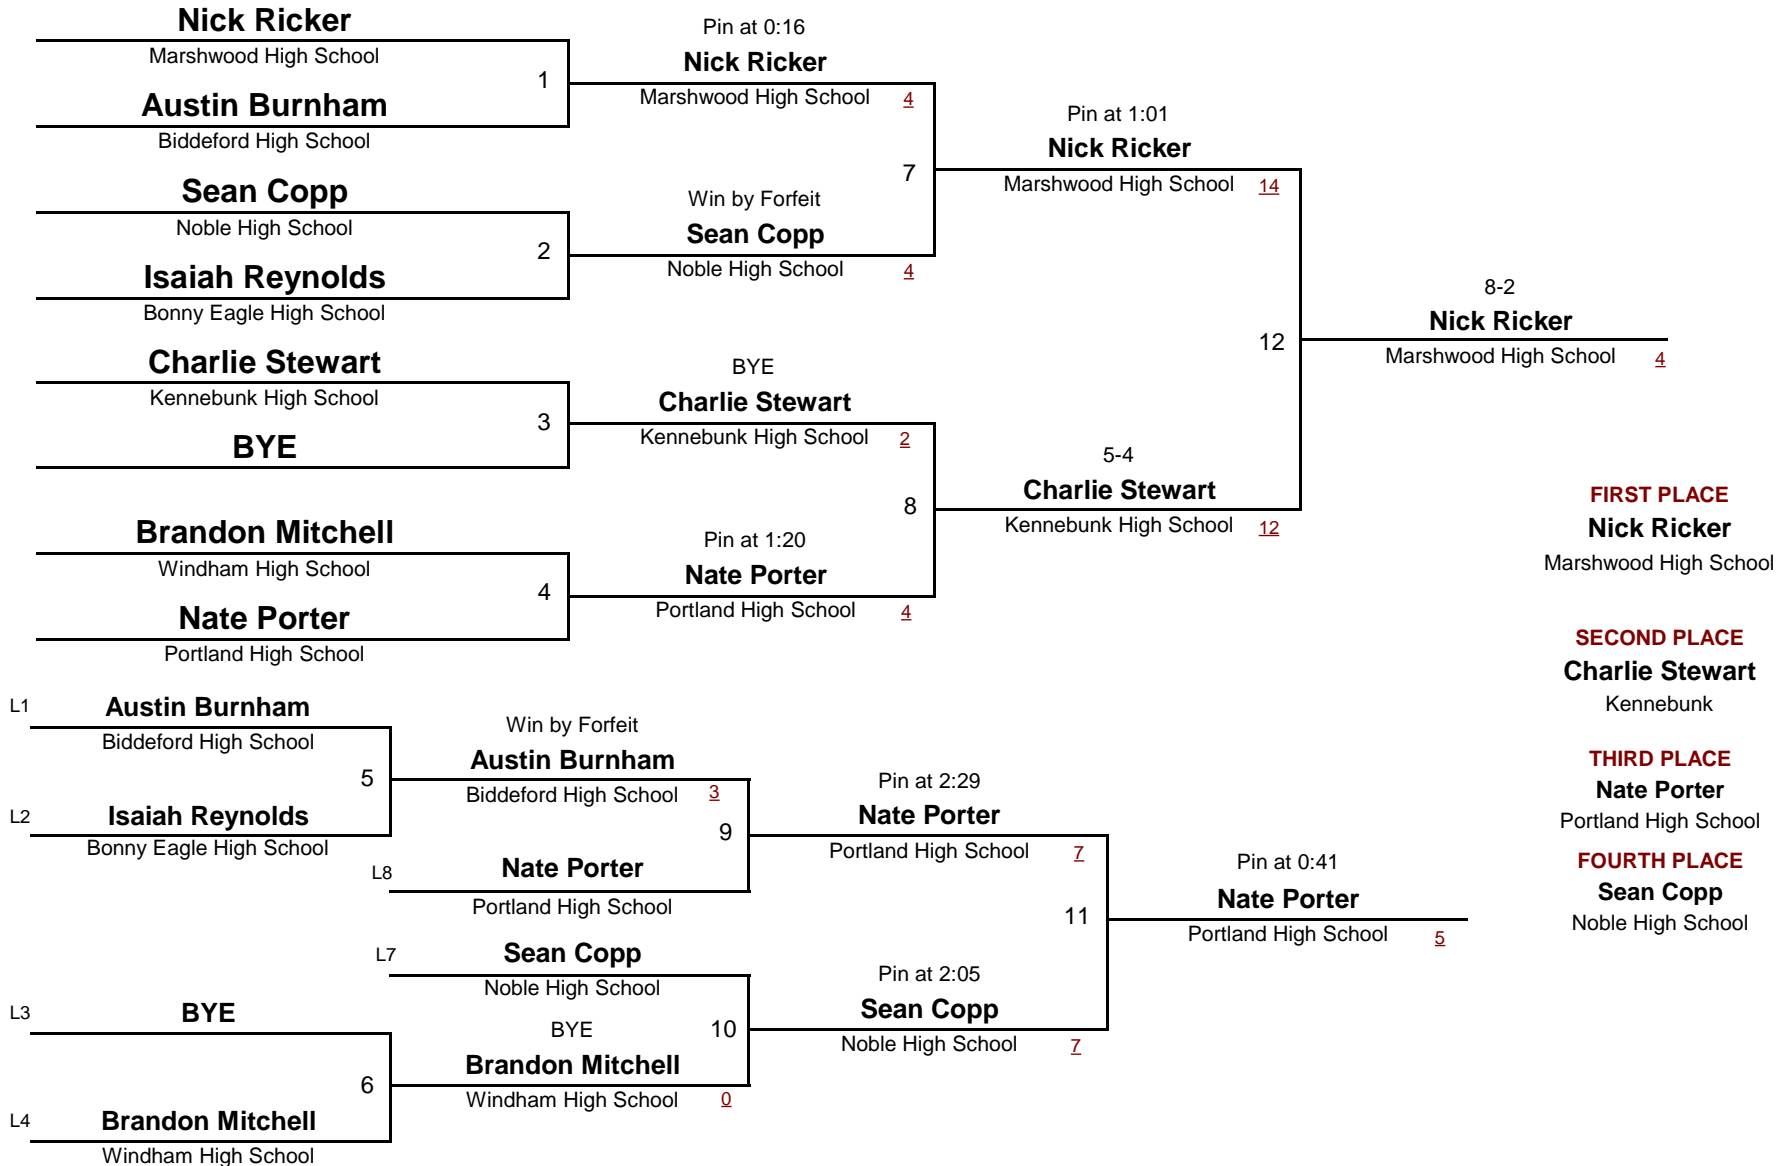 Nick Ricker
Marshwood High School
1
Austin Burnham
Biddeford High School
Sean Copp
Noble High School
2
Isaiah Reynolds
Bonny Eagle High School
Charlie Stewart
Kennebunk High School
3
BYE
Brandon Mitchell
Windham High School
4
Nate Porter
Portland High School
Pin at 0:16
Nick Ricker
Marshwood High School 4
7
Win by Forfeit
Sean Copp
Noble High School 4
BYE
Charlie Stewart
Kennebunk High School 2
8
Pin at 1:20
Nate Porter
Portland High School 4
Pin at 1:01
Nick Ricker
Marshwood High School 14
12
5-4
Charlie Stewart
Kennebunk High School 12
8-2
Nick Ricker
Marshwood High School 4
FIRST PLACE
Nick Ricker
Marshwood High School
SECOND PLACE
Charlie Stewart
Kennebunk
THIRD PLACE
Nate Porter
Portland High School
FOURTH PLACE
Sean Copp
Noble High School
L1 Austin Burnham
Biddeford High School
5
L2 Isaiah Reynolds
Bonny Eagle High School
L3 BYE
6
L4 Brandon Mitchell
Windham High School
Win by Forfeit
Austin Burnham
Biddeford High School 3
9
L8 Nate Porter
Portland High School
L7 Sean Copp
Noble High School
10
BYE
Brandon Mitchell
Windham High School 0
Pin at 2:29
Nate Porter
Portland High School 7
11
Pin at 2:05
Sean Copp
Noble High School 7
Pin at 0:41
Nate Porter
Portland High School 5